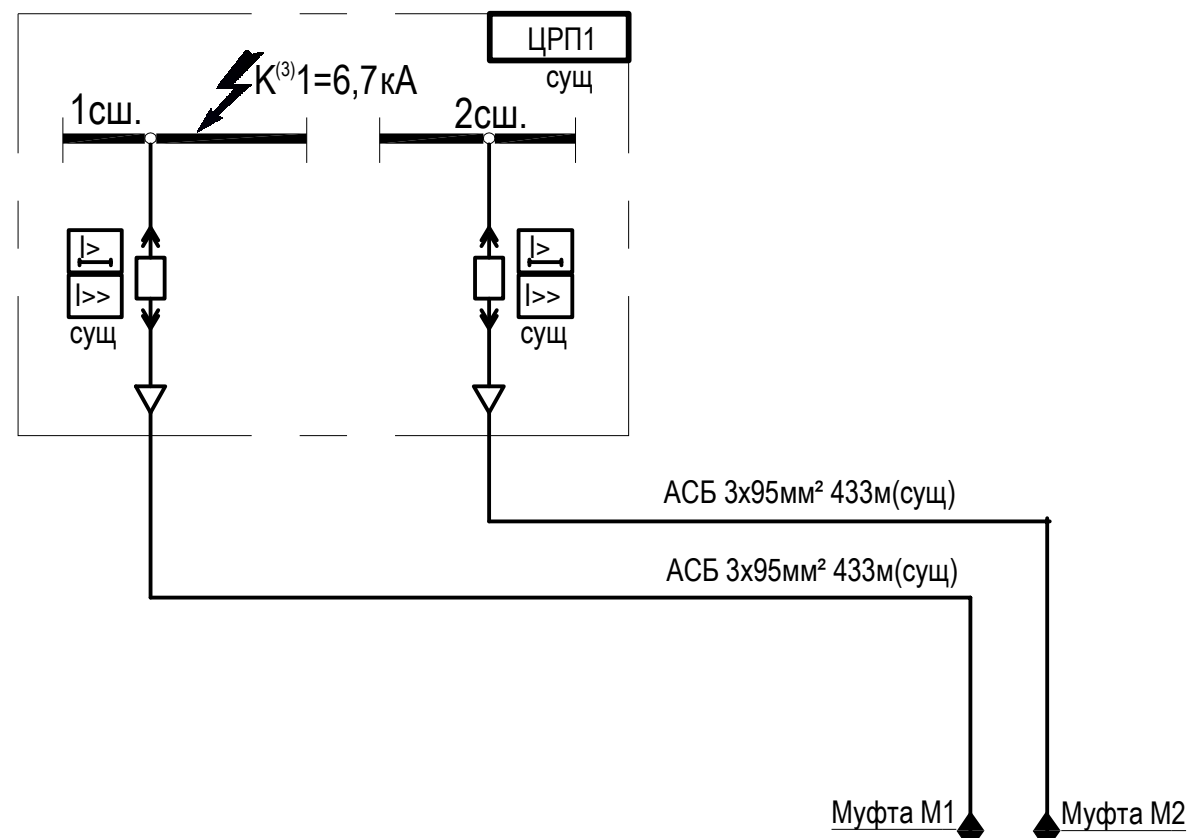 ЦРП1
сущ
К⁽³⁾1=6,7кА
1сш.
2сш.
I>
I>>
сущ
I>
I>>
сущ
АСБ 3х95мм² 433м(сущ)
АСБ 3х95мм² 433м(сущ)
Муфта М1
Муфта М2